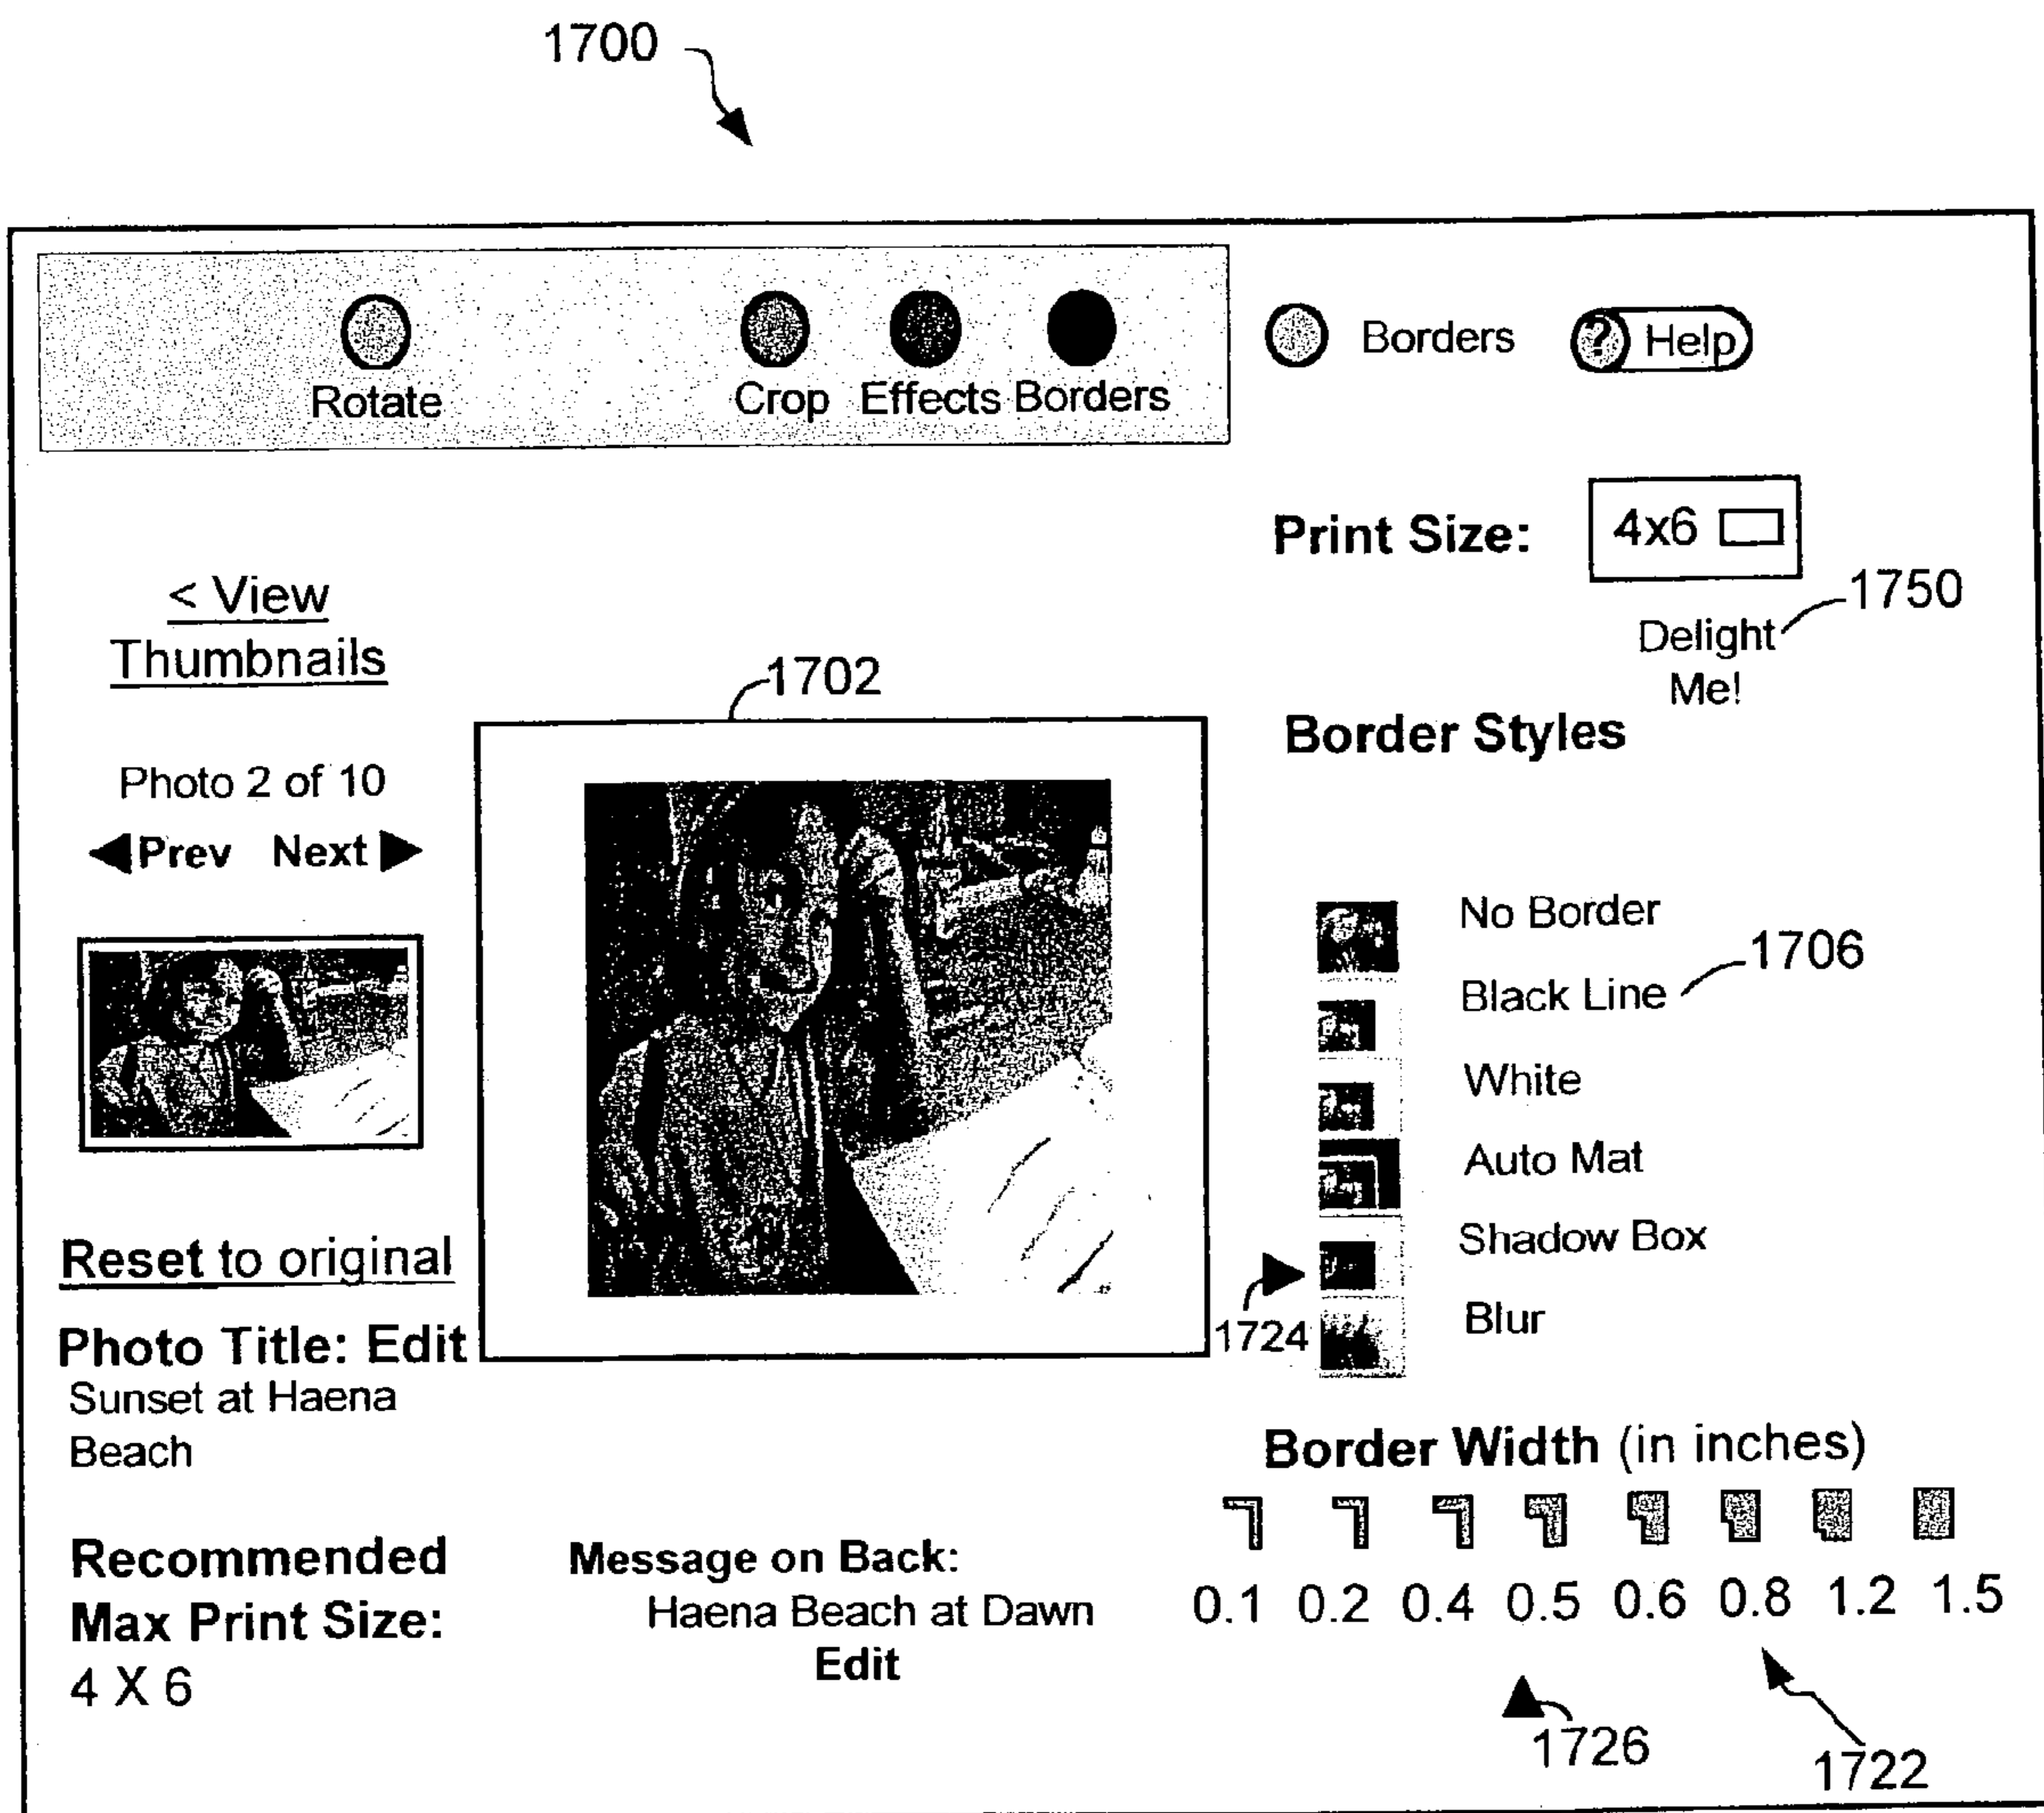 1700
Rotate
Crop Effects Borders
Borders
? Help
Print Size:
4x6
1750
Delight
Me!
< View
Thumbnails
Photo 2 of 10
Prev Next
1702
Border Styles
No Border
1706
Black Line
White
Auto Mat
Shadow Box
1724
Blur
Reset to original
Photo Title: Edit
Sunset at Haena
Beach
Recommended
Max Print Size:
4 X 6
Message on Back:
Haena Beach at Dawn
Edit
Border Width (in inches)
0.1 0.2 0.4 0.5 0.6 0.8 1.2 1.5
1726
1722